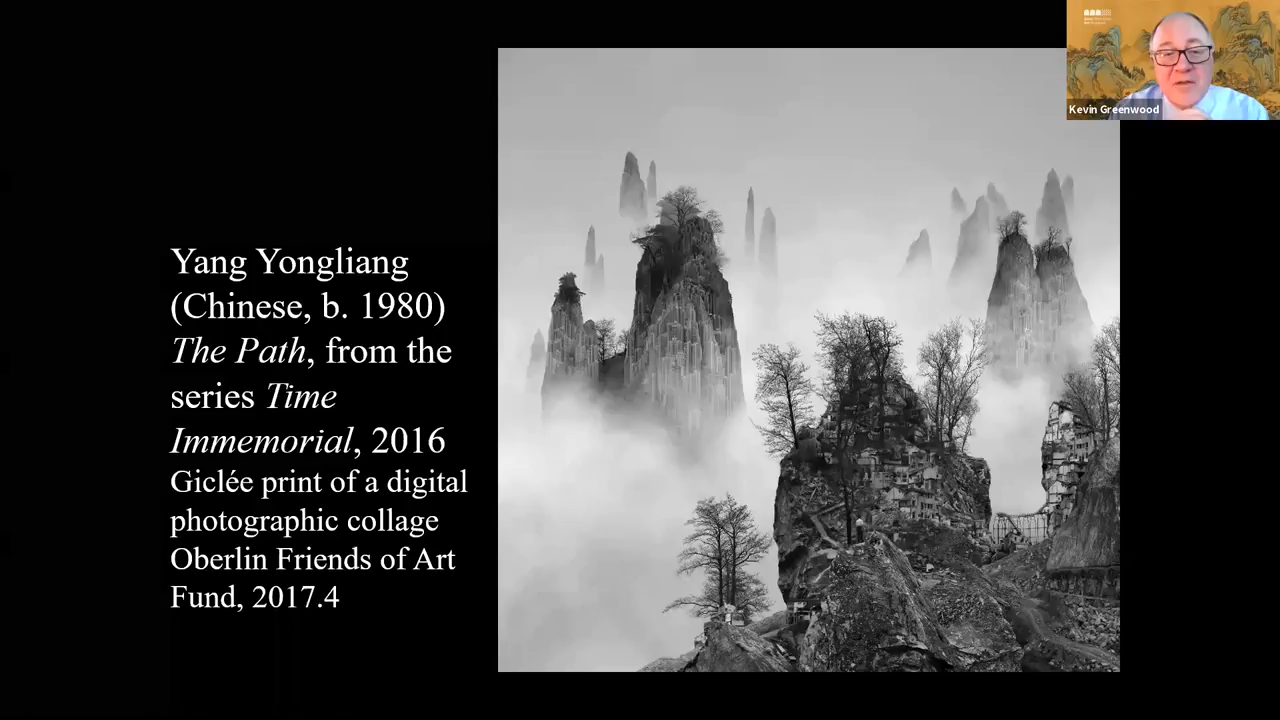 Kevin Greenwood
Yang Yongliang
(Chinese, b. 1980)
The Path, from the
series Time
Immemorial, 2016
Giclée print of a digital
photographic collage
Oberlin Friends of Art
Fund, 2017.4